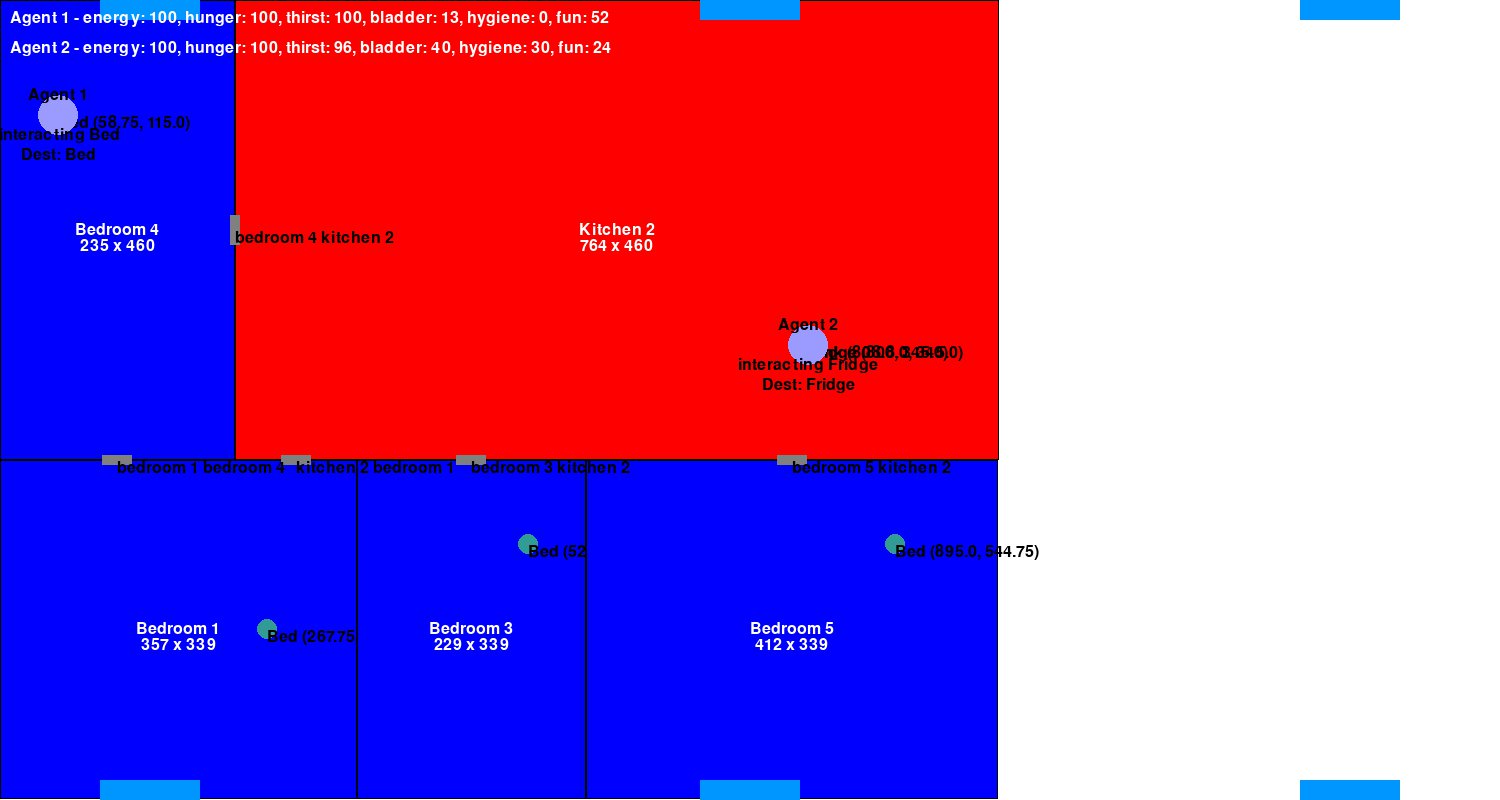 Agent 1 - energy: 100, hunger: 100, thirst: 100, bladder: 13, hygiene: 0, fun: 52
Agent 2 - energy: 100, hunger: 100, thirst: 96, bladder: 40, hygiene: 30, fun: 24
Agent 1
(58.75, 115.0)
interacting Bed
Dest: Bed
Bedroom 4
235 x 460
bedroom 4 kitchen 2
Kitchen 2
764 x 460
Agent 2
interacting Fridge
Dest: Fridge
bedroom 1 bedroom 4
kitchen 2 bedroom 1
bedroom 3 kitchen 2
bedroom 5 kitchen 2
Bed (52
Bed (895.0, 544.75)
Bedroom 1
357 x 339
Bed (267.75
Bedroom 3
229 x 339
Bedroom 5
412 x 339